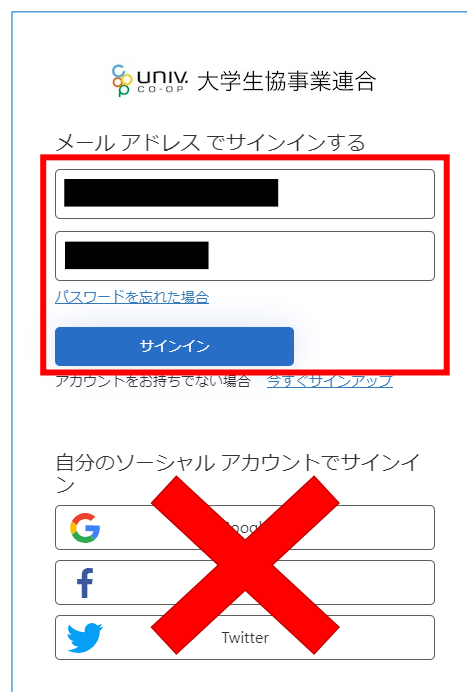 univ. CO-OP 大学生協事業連合
メール アドレス でサインインする
パスワードを忘れた場合
サインイン
アカウントをお持ちでない場合 今すぐサインアップ
自分のソーシャル アカウントでサインイ
ン
Twitter